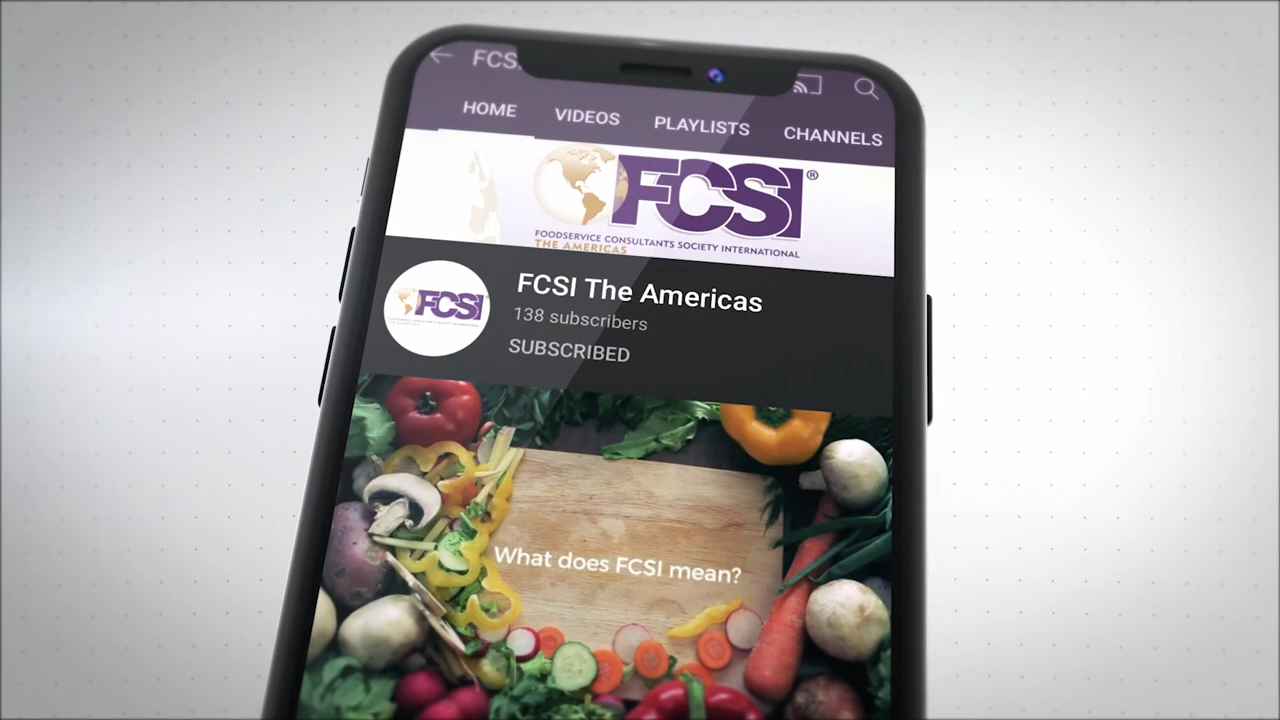 FCS
HOME VIDEOS PLAYLISTS CHANNELS
FCSI®
FOODSERVICE CONSULTANTS SOCIETY INTERNATIONAL
THE AMERICAS
FCSI
FCSI The Americas
138 subscribers
SUBSCRIBED
What does FCSI mean?